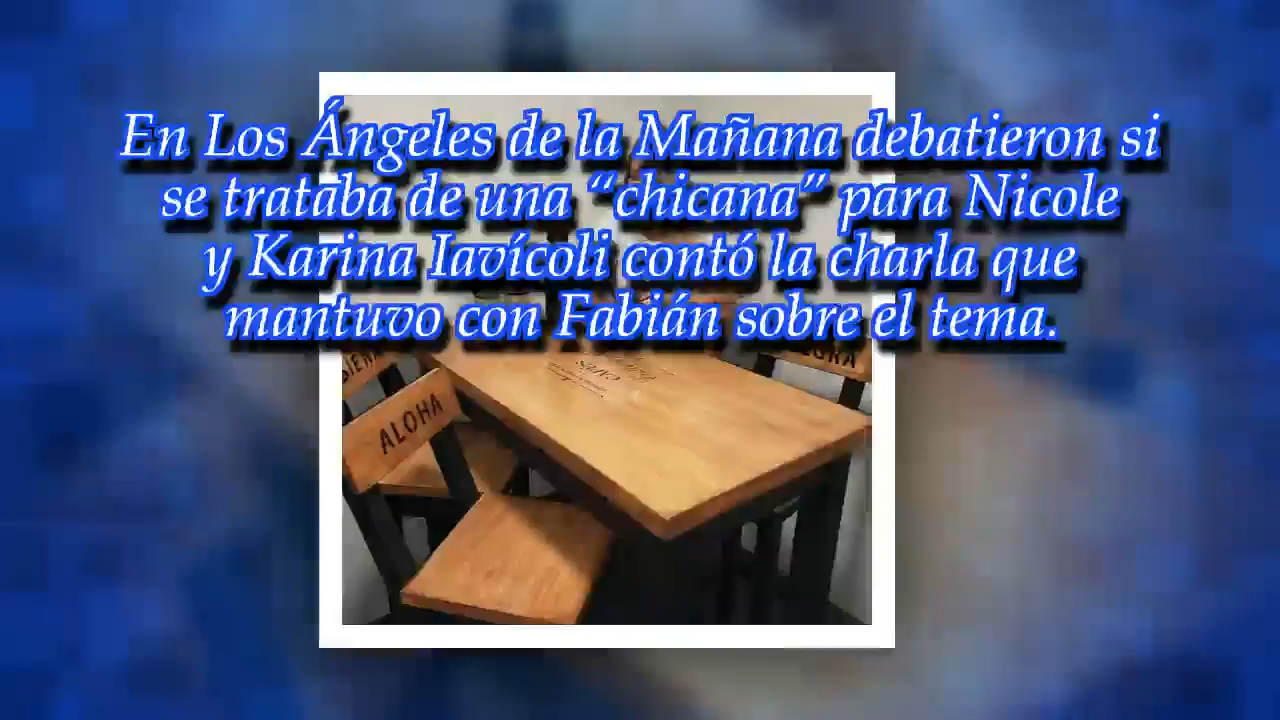 En Los Ángeles de la Mañana debatieron si
se trataba de una “chicana” para Nicole
y Karina Iavícoli contó la charla que
mantuvo con Fabián sobre el tema.
ALOHA